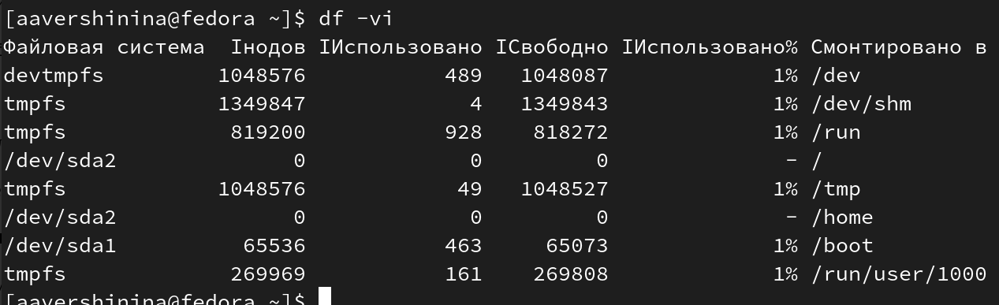 [aavershinina@fedora ~]$ df -vi
Файловая система Iнодов IИспользовано IСвободно IИспользовано% Смонтировано в
devtmpfs 1048576 489 1048087 1% /dev
tmpfs 1349847 4 1349843 1% /dev/shm
tmpfs 819200 928 818272 1% /run
/dev/sda2 0 0 0 - /
tmpfs 1048576 49 1048527 1% /tmp
/dev/sda2 0 0 0 - /home
/dev/sda1 65536 463 65073 1% /boot
tmpfs 269969 161 269808 1% /run/user/1000
[aavershinina@fedora ~]$